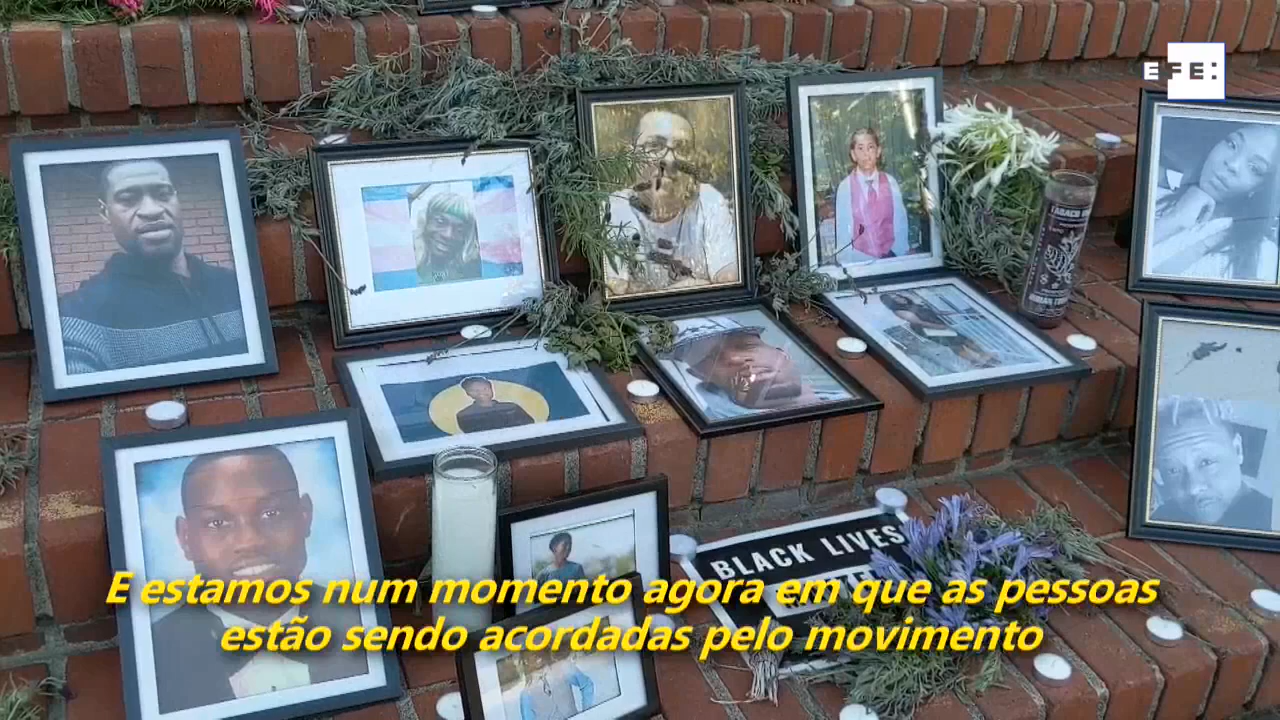 EFE:
BLACK LIVES
E estamos num momento agora em que as pessoas
estão sendo acordadas pelo movimento